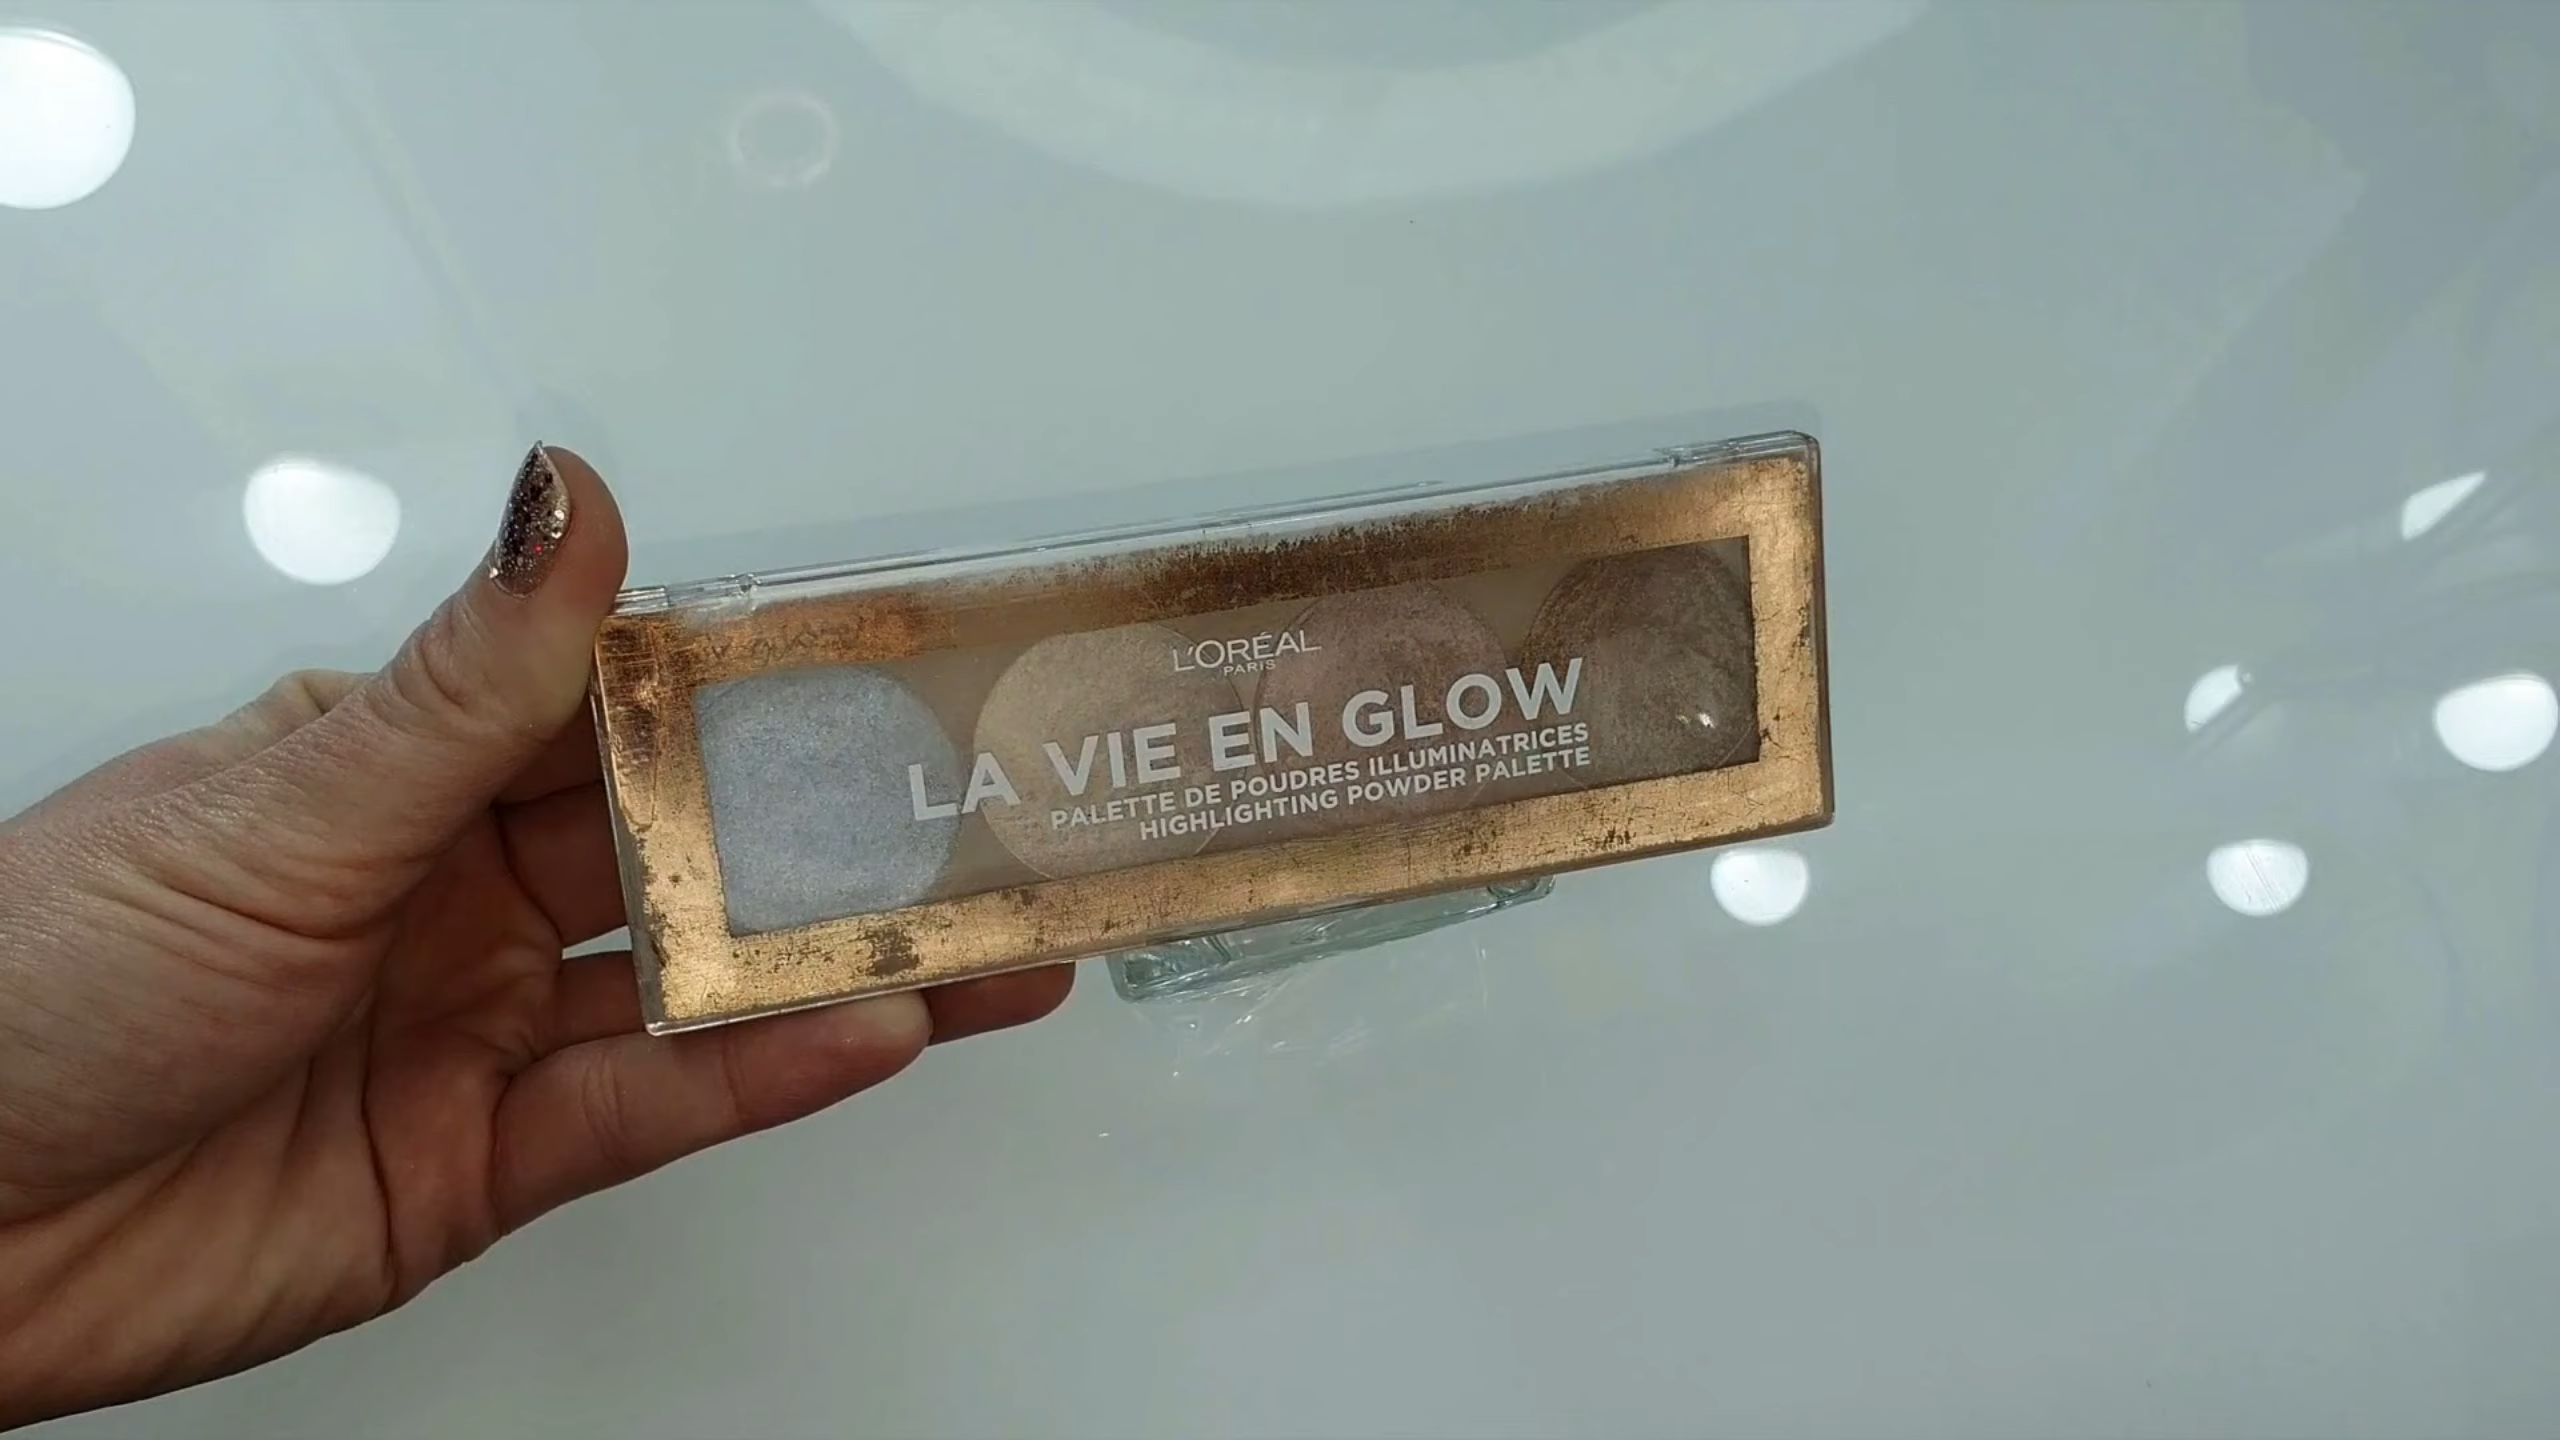 L'ORÉAL
PARIS
LA VIE EN GLOW
PALETTE DE POUDRES ILLUMINATRICES
HIGHLIGHTING POWDER PALETTE